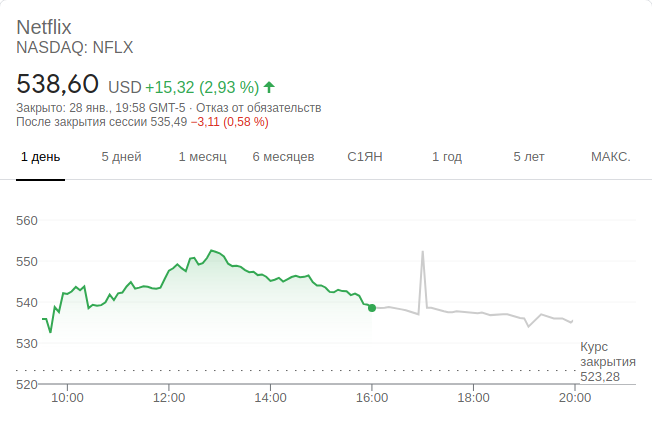 Netflix
NASDAQ: NFLX
538,60 USD +15,32 (2,93 %)
Закрыто: 28 янв., 19:58 GMT-5 · Отказ от обязательств
После закрытия сессии 535,49 −3,11 (0,58 %)
1 день 5 дней 1 месяц 6 месяцев С1ЯН 1 год 5 лет МАКС.
560
550
540
530
Курс
закрытия
523,28
520
10:00 12:00 14:00 16:00 18:00 20:00